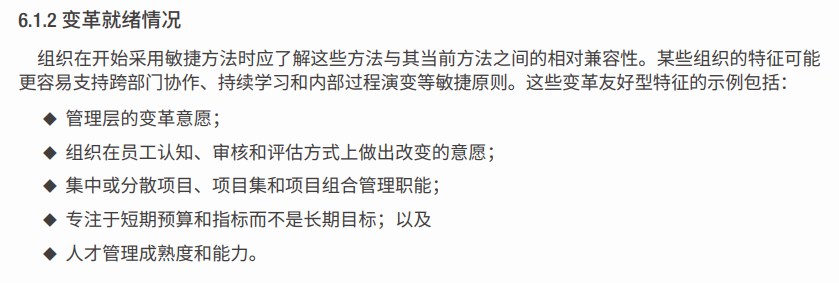 6.1.2 变革就绪情况
组织在开始采用敏捷方法时应了解这些方法与其当前方法之间的相对兼容性。某些组织的特征可能
更容易支持跨部门协作、持续学习和内部过程演变等敏捷原则。这些变革友好型特征的示例包括：
◆ 管理层的变革意愿；
◆ 组织在员工认知、审核和评估方式上做出改变的意愿；
◆ 集中或分散项目、项目集和项目组合管理职能；
◆ 专注于短期预算和指标而不是长期目标；以及
◆ 人才管理成熟度和能力。